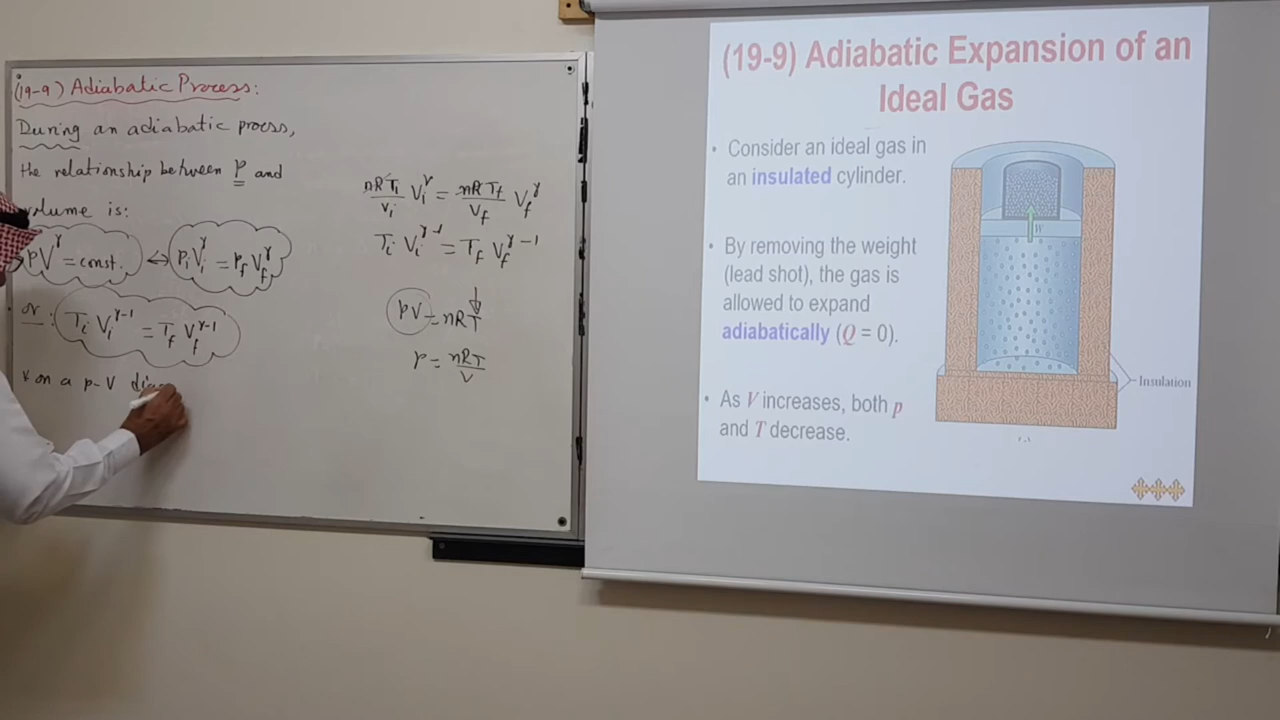 (19-9) Adiabatic Process:
During an adiabatic process,
the relationship between P and
volume is:
PV^γ = const. ↔ P_i V_i^γ = P_f V_f^γ
or : T_i V_i^γ-1 = T_f V_f^γ-1
* on a p-V diag
nRT_i/V_i V_i^γ = nRT_f/V_f V_f^γ
T_i V_i^γ-1 = T_f V_f^γ-1
PV = nRT
P = nRT/V
(19-9) Adiabatic Expansion of an
Ideal Gas
• Consider an ideal gas in
an insulated cylinder.
• By removing the weight
(lead shot), the gas is
allowed to expand
adiabatically (Q = 0).
• As V increases, both p
and T decrease.
W
Insulation